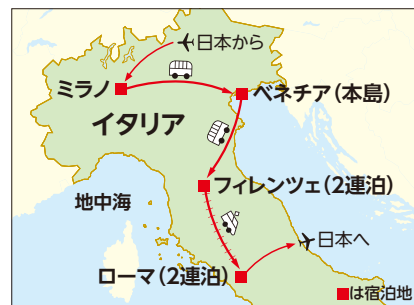 日本から
ミラノ
ベネチア（本島）
イタリア
フィレンツェ（2連泊）
地中海
日本へ
ローマ（2連泊）
■は宿泊地